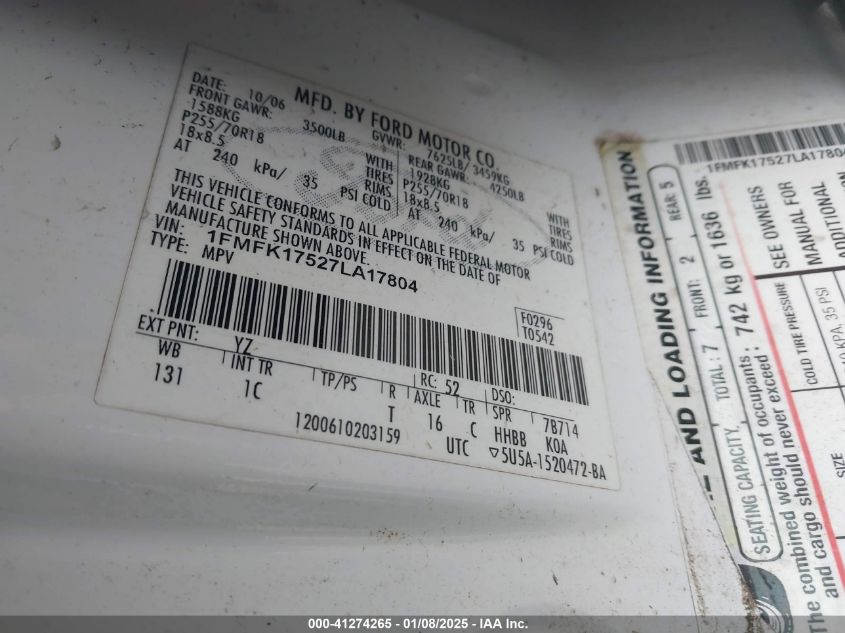 MFD. BY FORD MOTOR CO.
DATE: 10/06 GVWR: 7625LB/ 3459KG
FRONT GAWR: 3500LB REAR GAWR: 4250LB
1588KG WITH 1928KG WITH
P255/70R18 TIRES P255/70R18 TIRES
18x8.5 RIMS 18x8.5 RIMS
AT 240 kPa/ 35 PSI COLD AT 240 kPa/ 35 PSI COLD
THIS VEHICLE CONFORMS TO ALL APPLICABLE FEDERAL MOTOR
VEHICLE SAFETY STANDARDS IN EFFECT ON THE DATE OF
MANUFACTURE SHOWN ABOVE.
VIN: 1FMFK17527LA17804
TYPE: MPV
F0296
T0542
EXT PNT: YZ RC: 52 DSO:
WB INT TR TP/PS R AXLE TR SPR 7B714
131 1C T 16 C HHBB KOA
1200610203159 UTC ▽5U5A-1520472-BA
1FMFK17527LA17804
E AND LOADING INFORMATION
SEATING CAPACITY TOTAL: 7 FRONT: 2 REAR: 5
The combined weight of occupants : 742 kg or 1636 lbs.
and cargo should never exceed :
SIZE COLD TIRE PRESSURE SEE OWNERS
35 PSI MANUAL FOR
ADDITIONAL
000-41274265 - 01/08/2025 - IAA Inc.